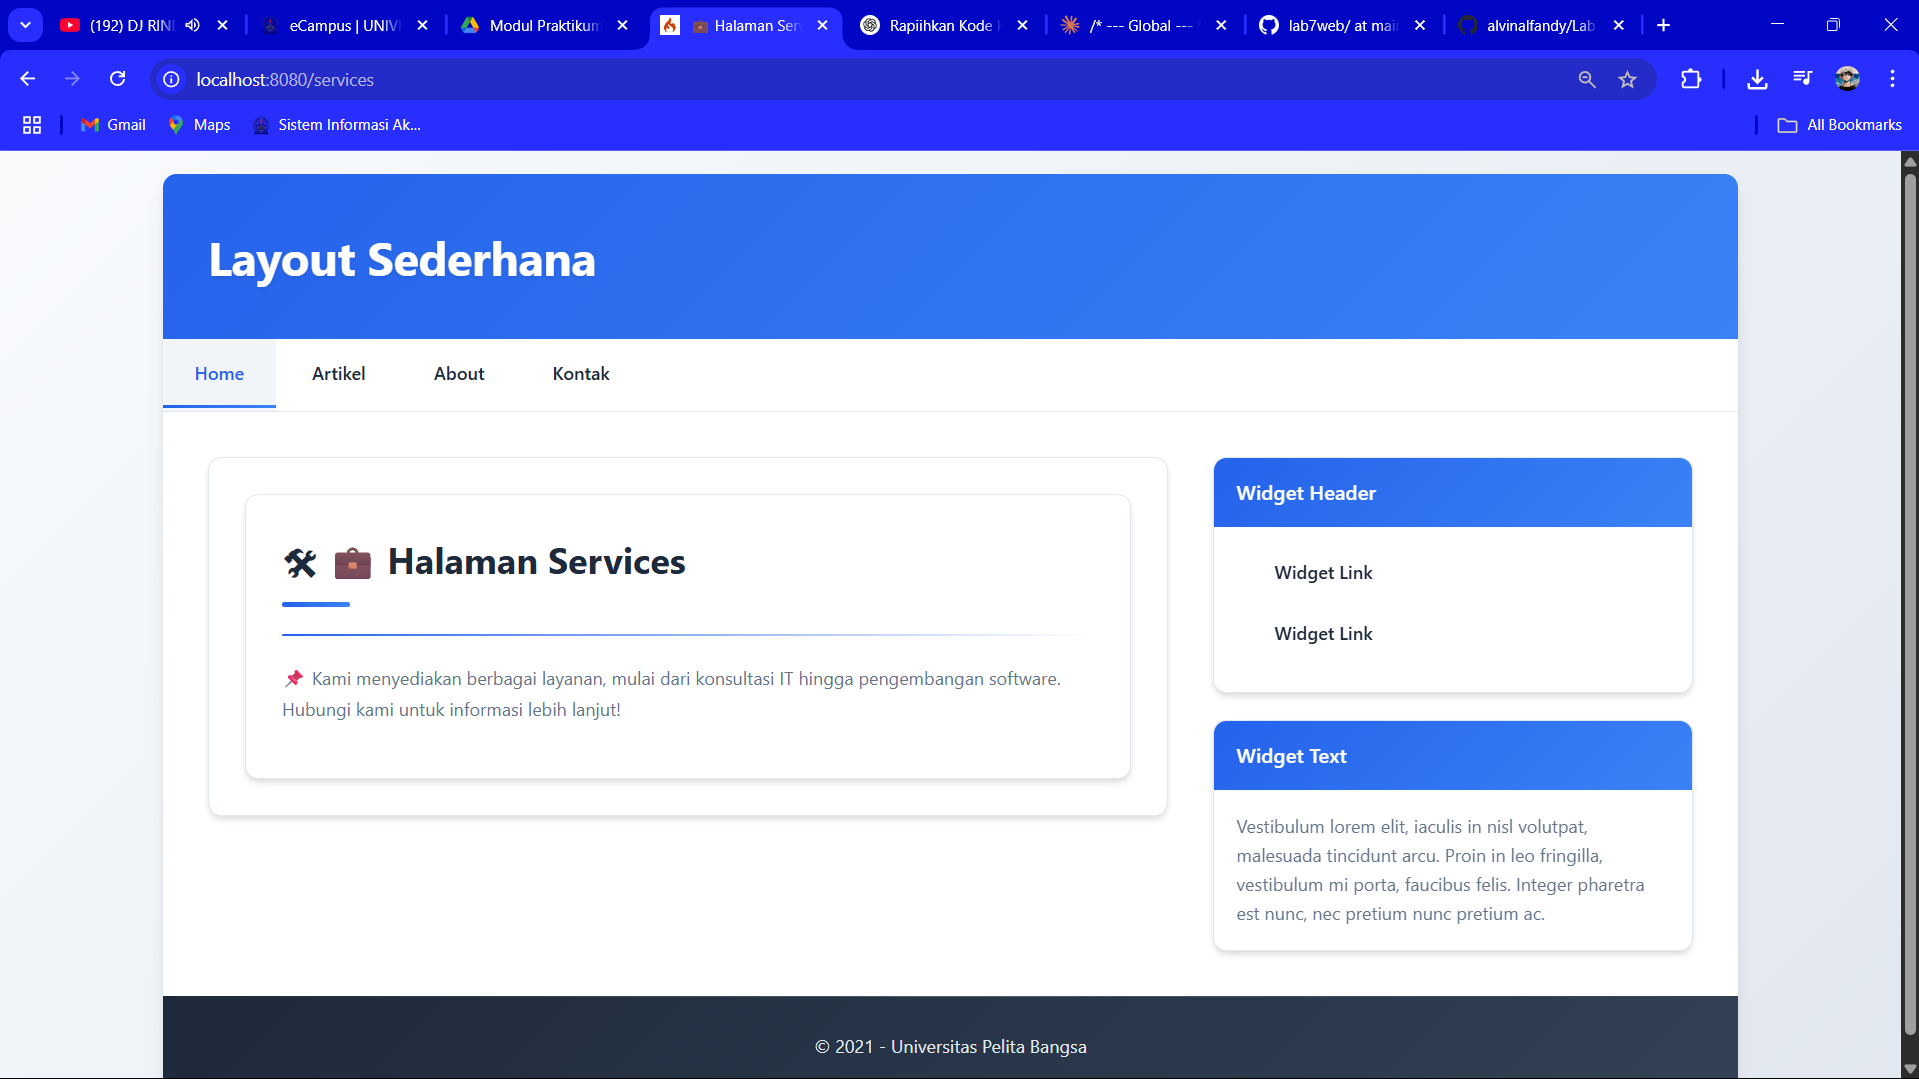 (192) DJ RIN
eCampus | UNIV
Modul Praktikum
Halaman Ser
Rapiihkan Kode
/* --- Global ---
lab7web/ at mai
alvinalfandy/Lab
localhost:8080/services
Gmail
Maps
Sistem Informasi Ak...
All Bookmarks
Layout Sederhana
Home
Artikel
About
Kontak
🛠 💼 Halaman Services
📌 Kami menyediakan berbagai layanan, mulai dari konsultasi IT hingga pengembangan software.
Hubungi kami untuk informasi lebih lanjut!
Widget Header
Widget Link
Widget Link
Widget Text
Vestibulum lorem elit, iaculis in nisl volutpat,
malesuada tincidunt arcu. Proin in leo fringilla,
vestibulum mi porta, faucibus felis. Integer pharetra
est nunc, nec pretium nunc pretium ac.
© 2021 - Universitas Pelita Bangsa